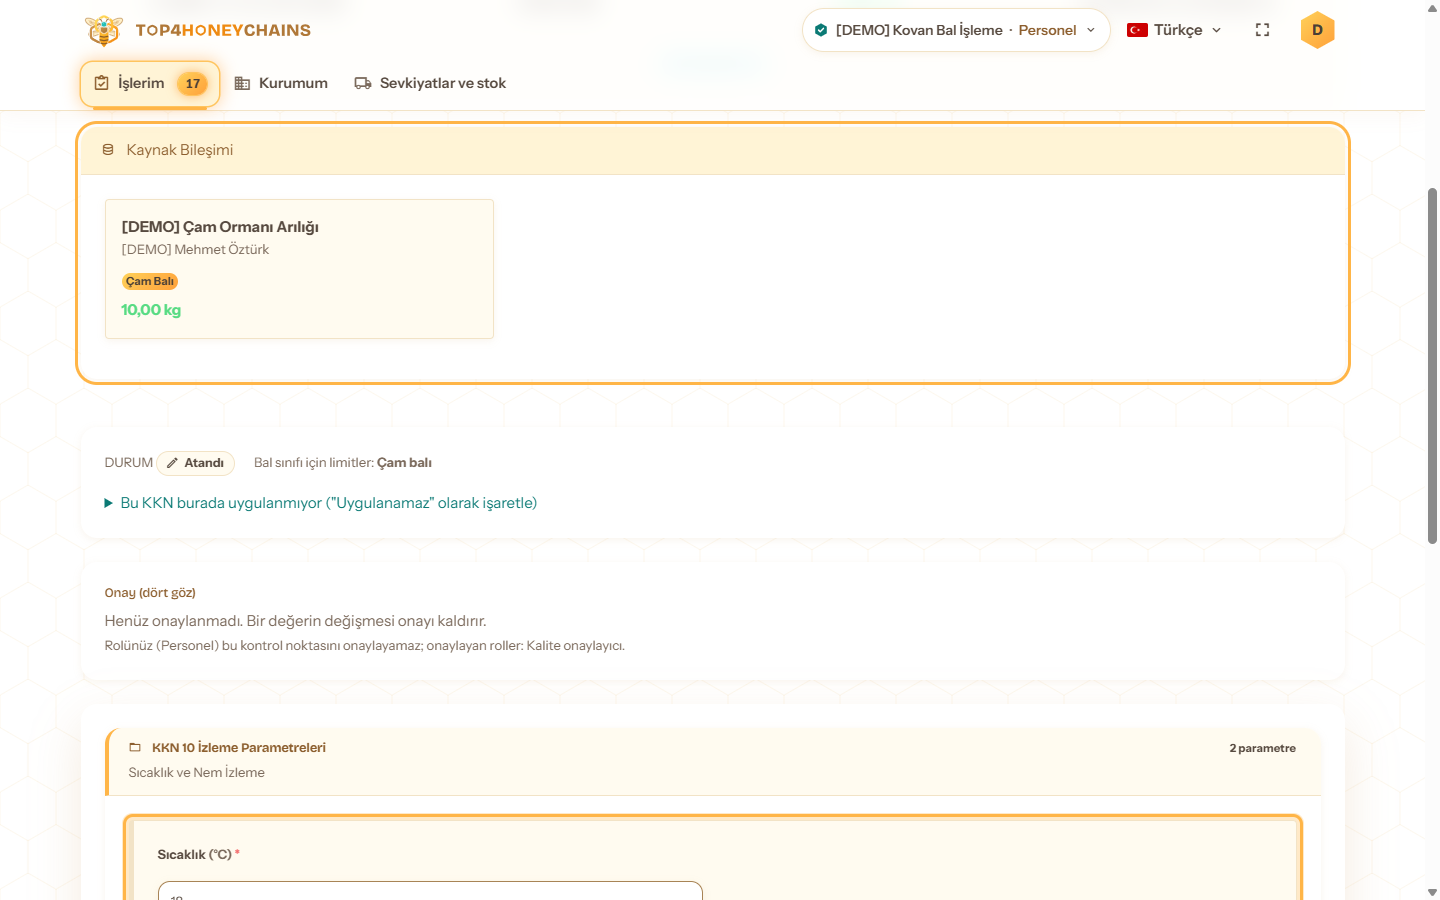 TOP4HONEYCHAINS
[DEMO] Kovan Bal İşleme · Personel
Türkçe
D
İşlerim 17
Kurumum
Sevkiyatlar ve stok
Kaynak Bileşimi
[DEMO] Çam Ormanı Arılığı
[DEMO] Mehmet Öztürk
Çam Balı
10,00 kg
DURUM Atandı Bal sınıfı için limitler: Çam balı
Bu KKN burada uygulanmıyor ("Uygulanamaz" olarak işaretle)
Onay (dört göz)
Henüz onaylanmadı. Bir değerin değişmesi onayı kaldırır.
Rolünüz (Personel) bu kontrol noktasını onaylayamaz; onaylayan roller: Kalite onaylayıcı.
KKN 10 İzleme Parametreleri
2 parametre
Sıcaklık ve Nem İzleme
Sıcaklık (°C) *